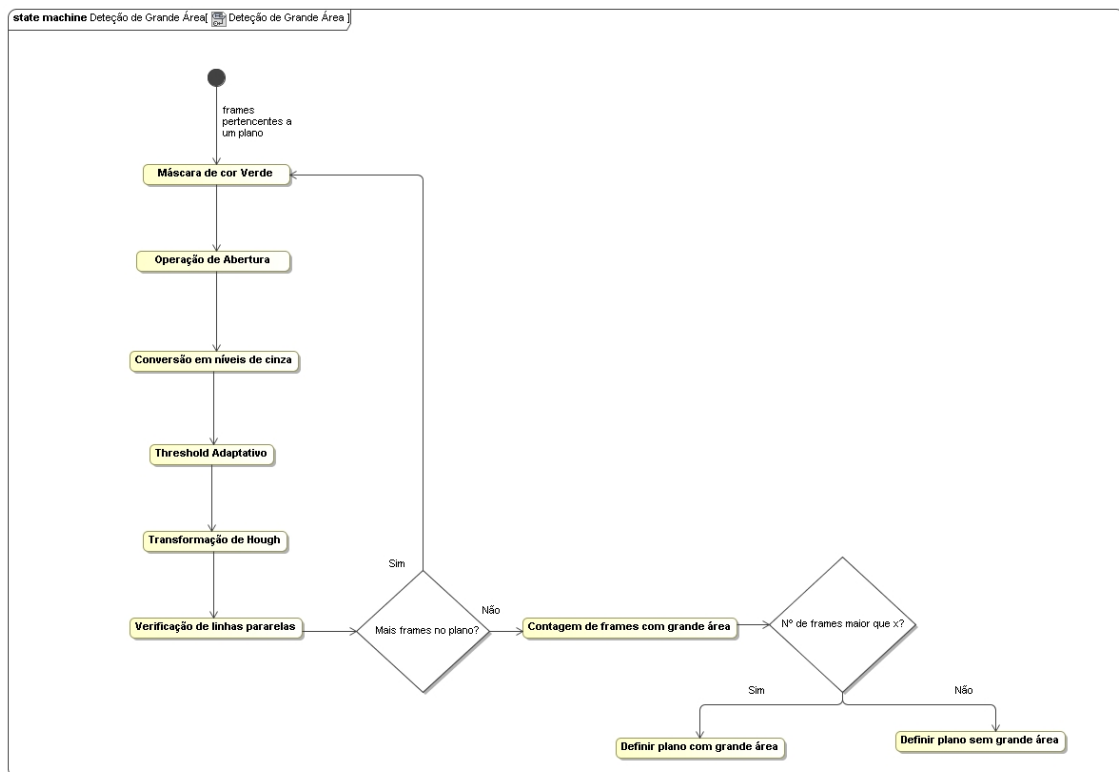 state machine Deteção de Grande Área[ Deteção de Grande Área ]
frames
pertencentes a
um plano
Máscara de cor Verde
Operação de Abertura
Conversão em níveis de cinza
Threshold Adaptativo
Transformação de Hough
Verificação de linhas pararelas
Sim
Mais frames no plano?
Não
Contagem de frames com grande área
Nº de frames maior que x?
Sim
Não
Definir plano com grande área
Definir plano sem grande área